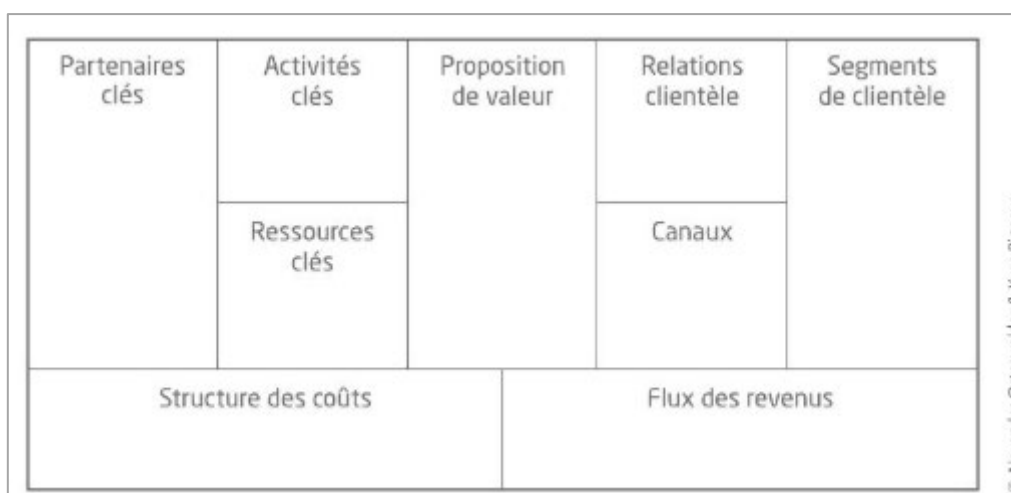 Partenaires
clés
Activités
clés
Proposition
de valeur
Relations
clientèle
Segments
de clientèle
Ressources
clés
Canaux
Structure des coûts
Flux des revenus